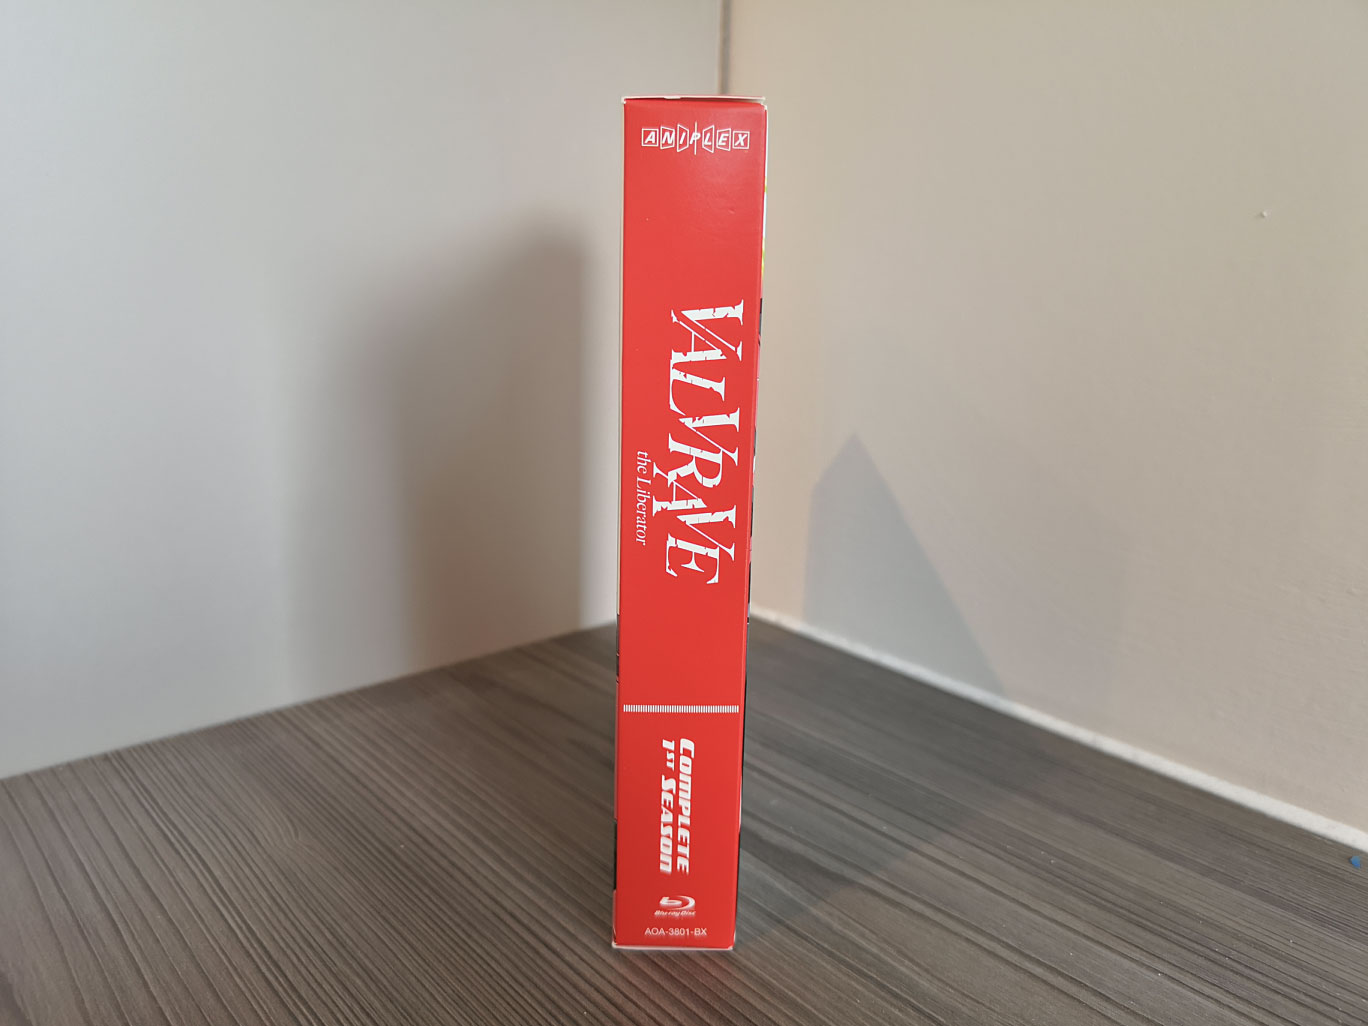 ANIPLEX
VALVRAVE
the Liberator
COMPLETE
1ST SEASON
Blu-ray Disc
AOA-3801-BX